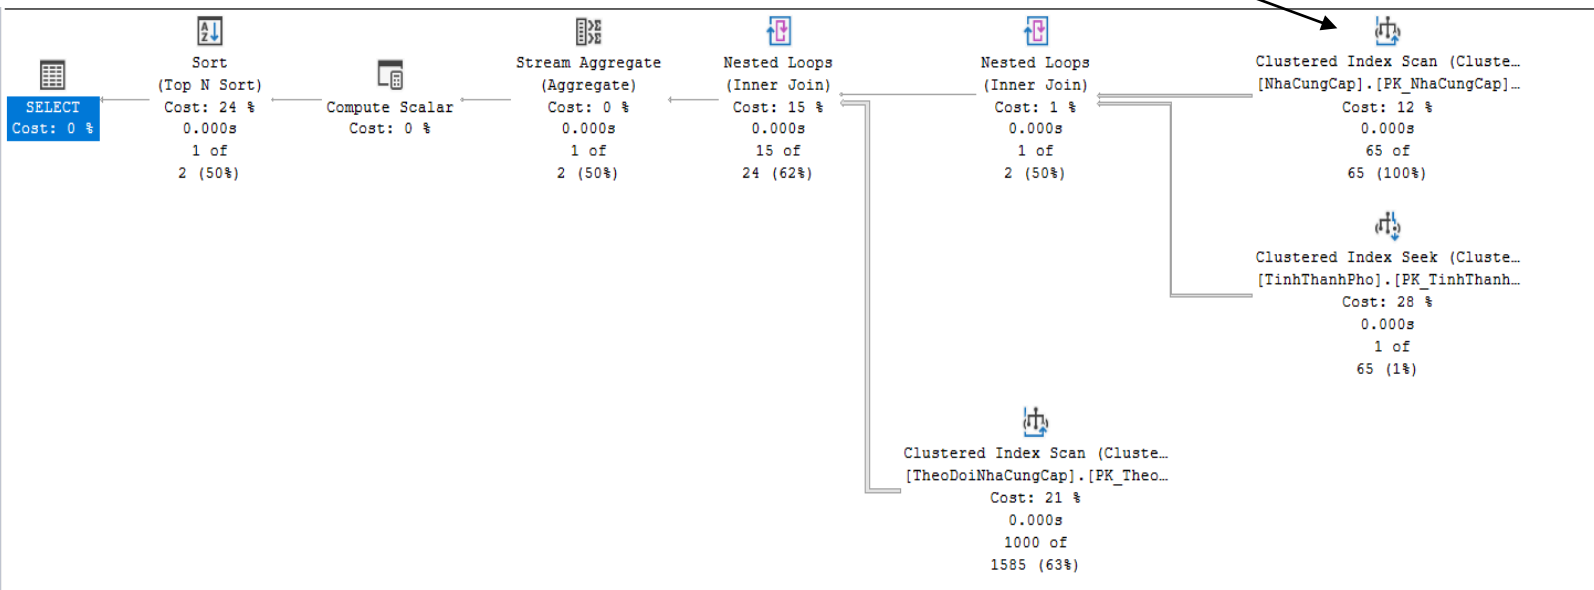 SELECT
Cost: 0 %
Sort
(Top N Sort)
Cost: 24 %
0.000s
1 of
2 (50%)
Compute Scalar
Cost: 0 %
Stream Aggregate
(Aggregate)
Cost: 0 %
0.000s
1 of
2 (50%)
Nested Loops
(Inner Join)
Cost: 15 %
0.000s
15 of
24 (62%)
Nested Loops
(Inner Join)
Cost: 1 %
0.000s
1 of
2 (50%)
Clustered Index Scan (Cluste…
[NhaCungCap].[PK_NhaCungCap]…
Cost: 12 %
0.000s
65 of
65 (100%)
Clustered Index Seek (Cluste…
[TinhThanhPho].[PK_TinhThanh…
Cost: 28 %
0.000s
1 of
65 (1%)
Clustered Index Scan (Cluste…
[TheoDoiNhaCungCap].[PK_Theo…
Cost: 21 %
0.000s
1000 of
1585 (63%)